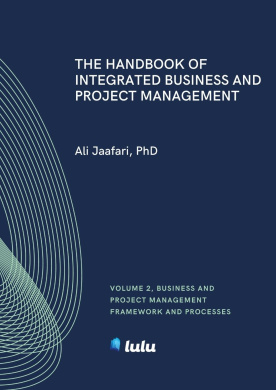 THE HANDBOOK OF
INTEGRATED BUSINESS AND
PROJECT MANAGEMENT
Ali Jaafari, PhD
VOLUME 2, BUSINESS AND
PROJECT MANAGEMENT
FRAMEWORK AND PROCESSES
lulu